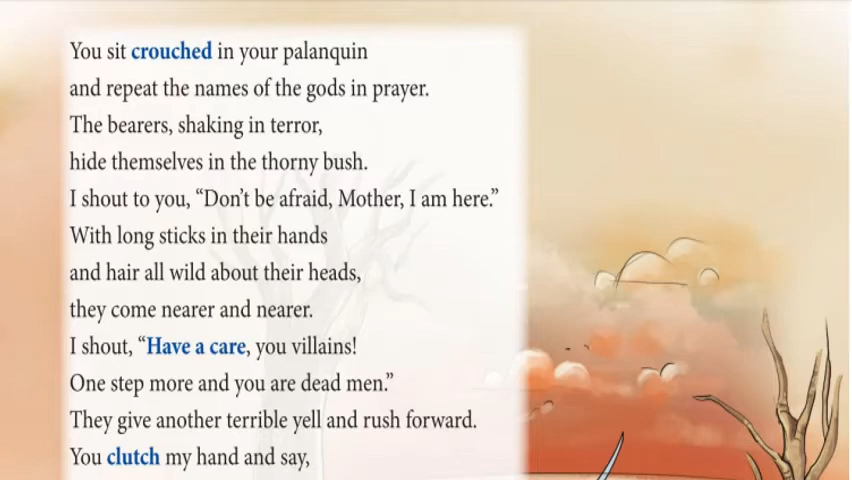 You sit crouched in your palanquin
and repeat the names of the gods in prayer.
The bearers, shaking in terror,
hide themselves in the thorny bush.
I shout to you, “Don’t be afraid, Mother, I am here.”
With long sticks in their hands
and hair all wild about their heads,
they come nearer and nearer.
I shout, “Have a care, you villains!
One step more and you are dead men.”
They give another terrible yell and rush forward.
You clutch my hand and say,